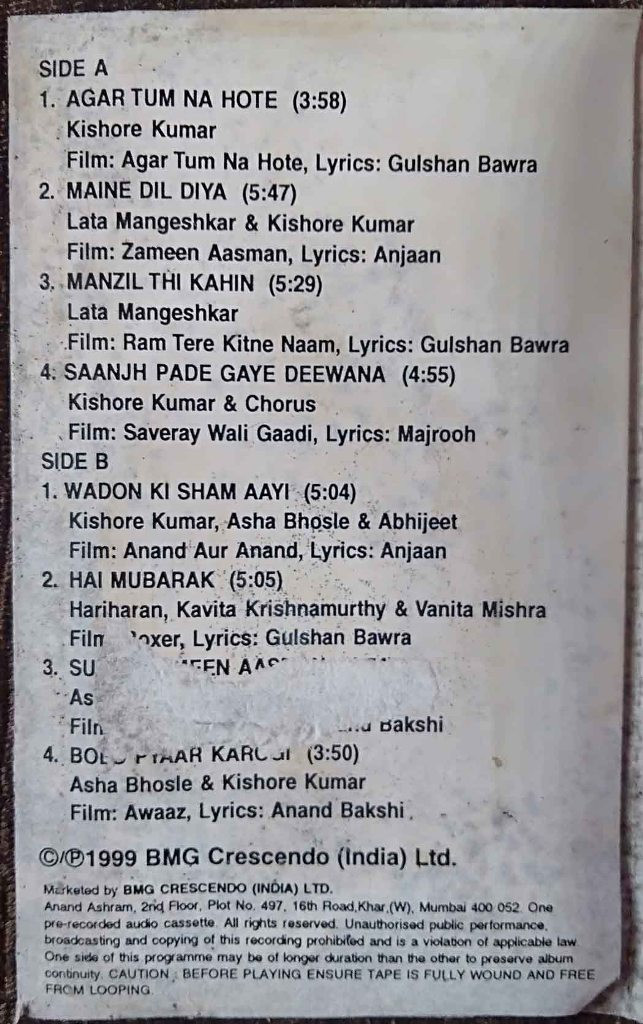 SIDE A
1. AGAR TUM NA HOTE (3:58)
Kishore Kumar
Film: Agar Tum Na Hote, Lyrics: Gulshan Bawra
2. MAINE DIL DIYA (5:47)
Lata Mangeshkar & Kishore Kumar
Film: Zameen Aasman, Lyrics: Anjaan
3. MANZIL THI KAHIN (5:29)
Lata Mangeshkar
Film: Ram Tere Kitne Naam, Lyrics: Gulshan Bawra
4. SAANJH PADE GAYE DEEWANA (4:55)
Kishore Kumar & Chorus
Film: Saveray Wali Gaadi, Lyrics: Majrooh
SIDE B
1. WADON KI SHAM AAYI (5:04)
Kishore Kumar, Asha Bhosle & Abhijeet
Film: Anand Aur Anand, Lyrics: Anjaan
2. HAI MUBARAK (5:05)
Hariharan, Kavita Krishnamurthy & Vanita Mishra
Film Boxer, Lyrics: Gulshan Bawra
3.
Bakshi
4. PYAAR (3:50)
Asha Bhosle & Kishore Kumar
Film: Awaaz, Lyrics: Anand Bakshi
©/℗1999 BMG Crescendo (India) Ltd.
Marketed by BMG CRESCENDO (INDIA) LTD.
Anand Ashram, 2nd Floor, Plot No. 497, 16th Road,Khar,(W), Mumbai 400 052. One
pre-recorded audio cassette. All rights reserved. Unauthorised public performance,
broadcasting and copying of this recording prohibited and is a violation of applicable law
One side of this programme may be of longer duration than the other to preserve album
continuity. CAUTION : BEFORE PLAYING ENSURE TAPE IS FULLY WOUND AND FREE
FROM LOOPING.